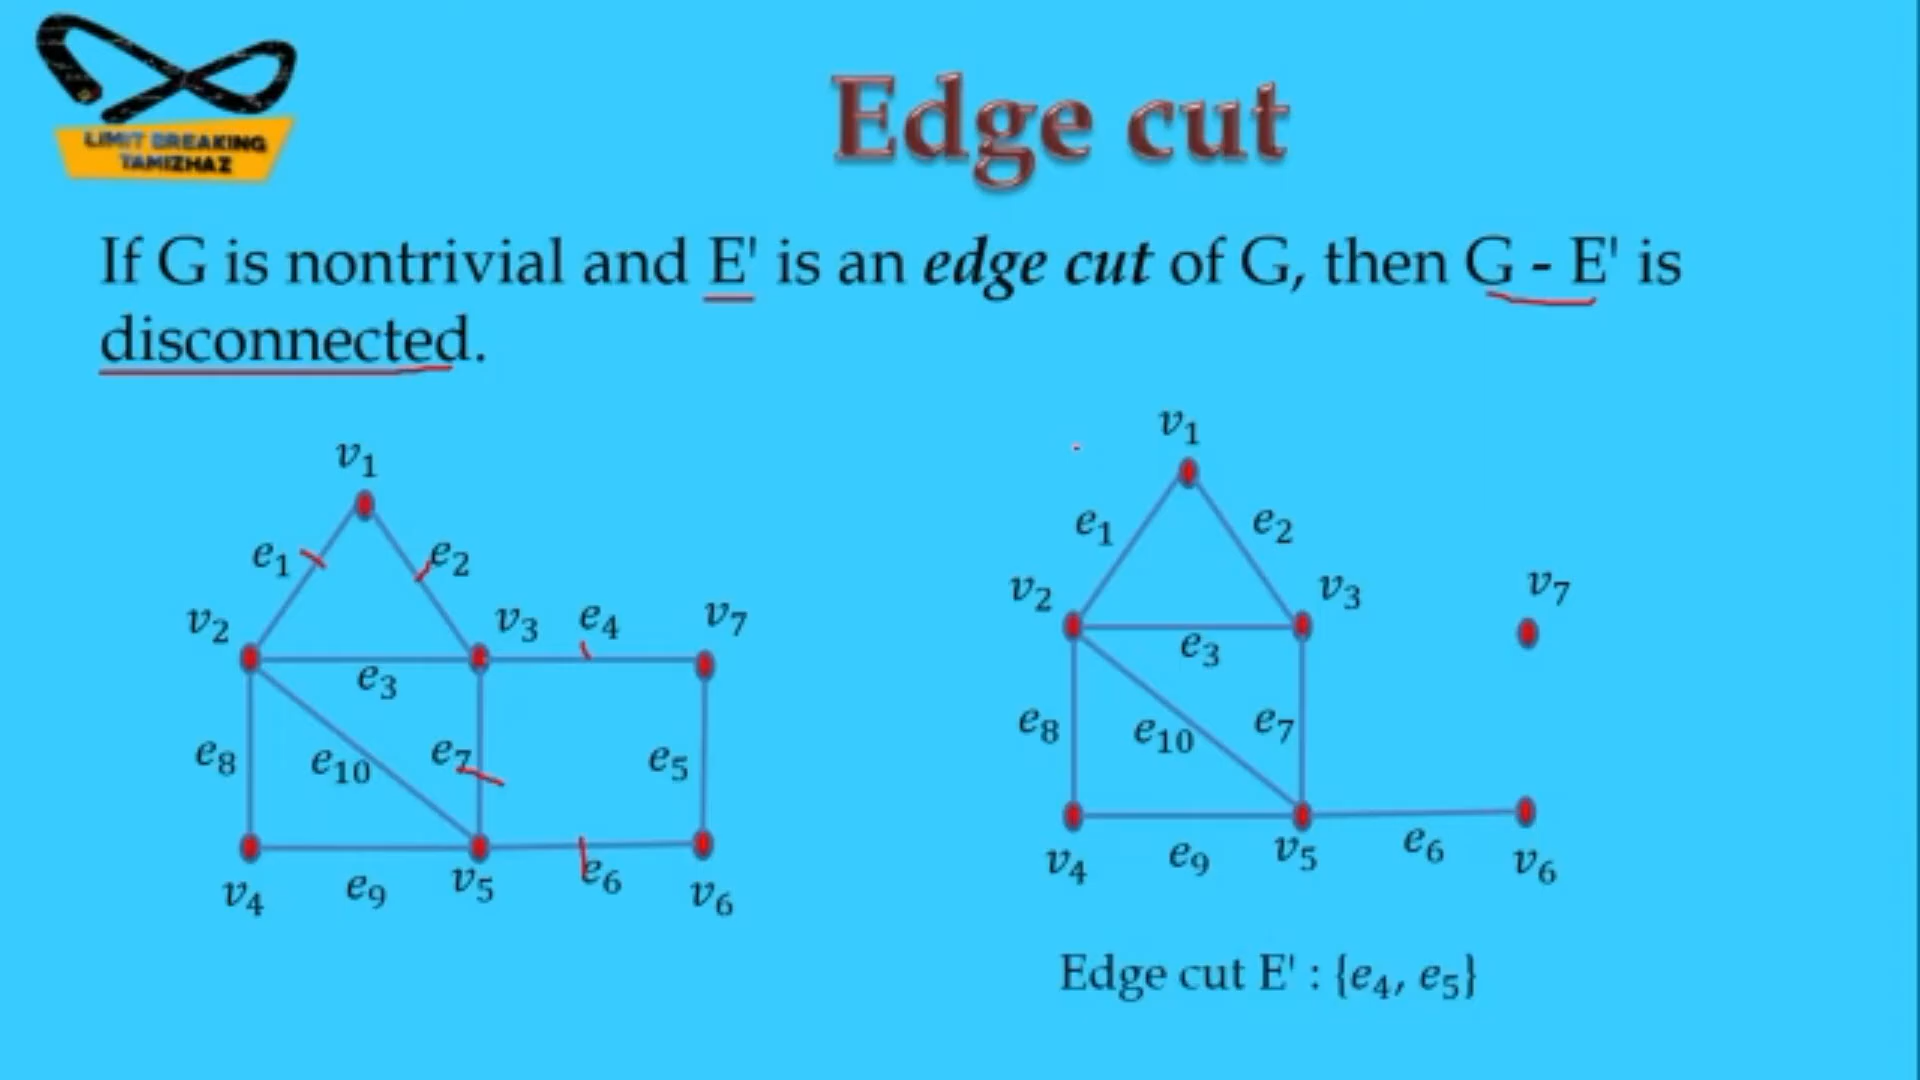 LIMIT BREAKING
TAMIZHAZ
Edge cut
If G is nontrivial and E' is an edge cut of G, then G - E' is
disconnected.
v₁
e₁
e₂
v₂
v₃
e₄
v₇
e₃
e₈
e₁₀
e₇
e₅
v₄
e₉
v₅
e₆
v₆
v₁
e₁
e₂
v₂
v₃
v₇
e₃
e₈
e₁₀
e₇
v₄
e₉
v₅
e₆
v₆
Edge cut E' : {e₄, e₅}